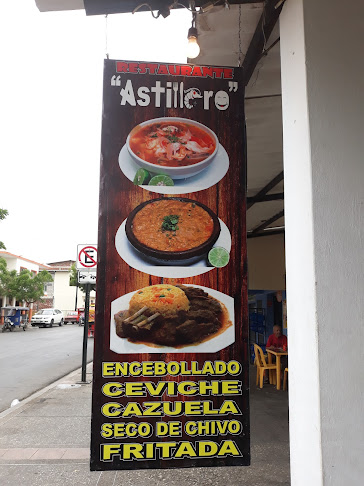 RESTAURANTE
"Astillero"
ENCEBOLLADO
CEVICHE
CAZUELA
SECO DE CHIVO
FRITADA
E